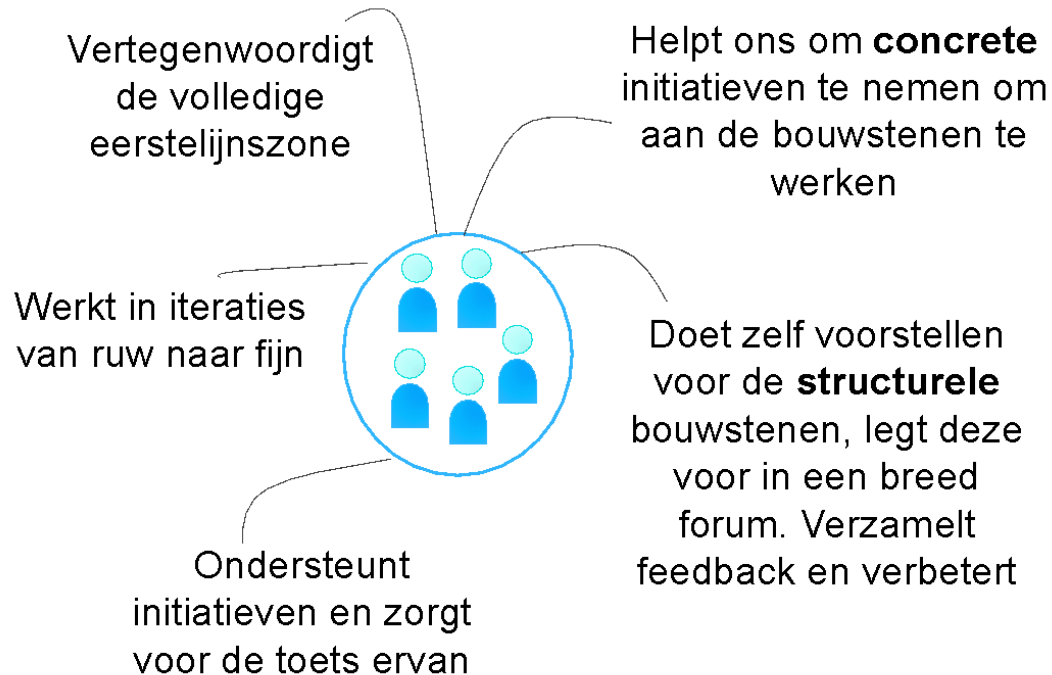 Vertegenwoordigt
de volledige
eerstelijnszone
Helpt ons om concrete
initiatieven te nemen om
aan de bouwstenen te
werken
Werkt in iteraties
van ruw naar fijn
Doet zelf voorstellen
voor de structurele
bouwstenen, legt deze
voor in een breed
forum. Verzamelt
feedback en verbetert
Ondersteunt
initiatieven en zorgt
voor de toets ervan